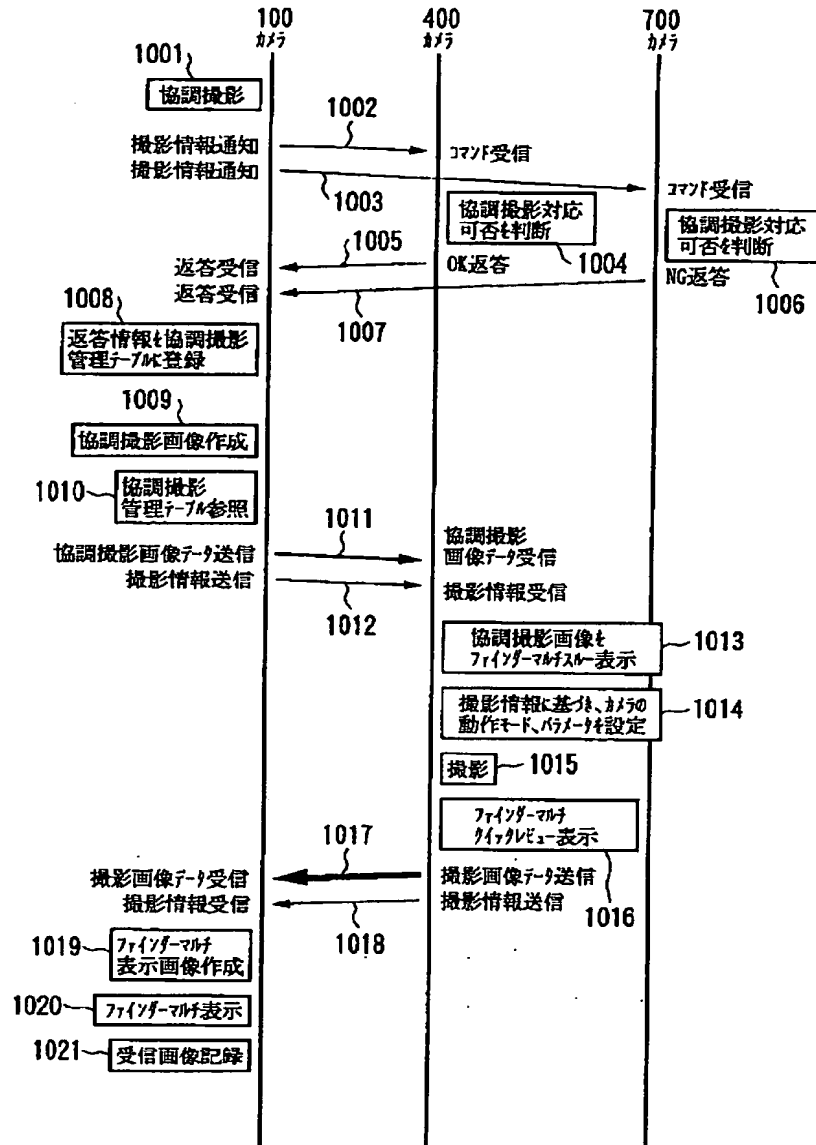 100
カメラ
400
カメラ
700
カメラ
1001
協調撮影
1002
撮影情報通知
コマンド受信
撮影情報通知
1003
コマンド受信
協調撮影対応
可否を判断
協調撮影対応
可否を判断
1005
1004
返答受信
OK返答
1006
返答受信
NG返答
1007
1008
返答情報を協調撮影
管理テーブルに登録
1009
協調撮影画像作成
1010
協調撮影
管理テーブル参照
1011
協調撮影画像データ送信
協調撮影
画像データ受信
撮影情報送信
撮影情報受信
1012
協調撮影画像を
ファインダーマルチスルー表示
1013
撮影情報に基づき、カメラの
動作モード、パラメータを設定
1014
撮影
1015
ファインダーマルチ
クイックレビュー表示
1016
1017
撮影画像データ受信
撮影画像データ送信
撮影情報受信
撮影情報送信
1018
1019
ファインダーマルチ
表示画像作成
1020
ファインダーマルチ表示
1021
受信画像記録